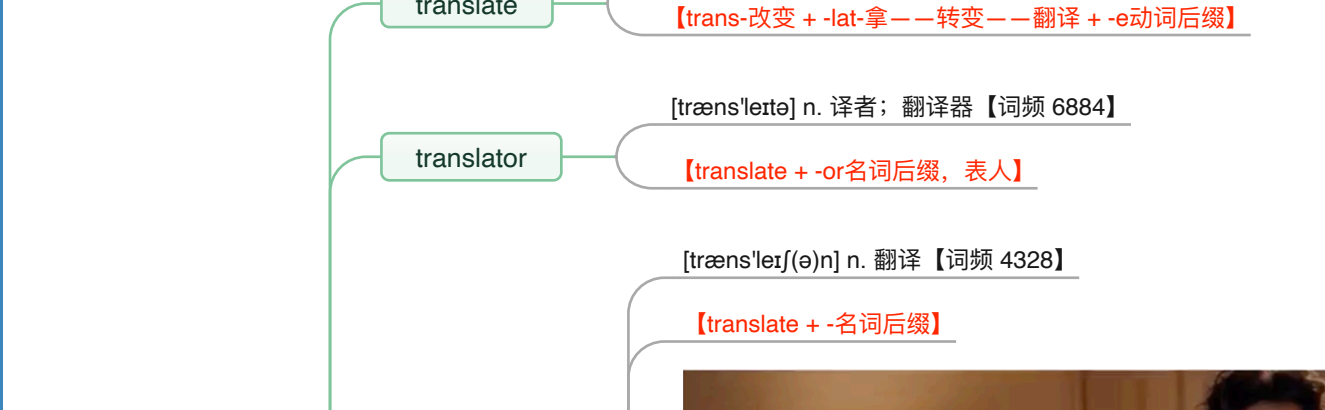 translate
【trans-改变 + -lat-拿——转变——翻译 + -e动词后缀】
[træns'leɪtə] n. 译者；翻译器【词频 6884】
translator
【translate + -or名词后缀，表人】
[træns'leɪʃ(ə)n] n. 翻译【词频 4328】
【translate + -名词后缀】